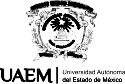 UAEM
Universidad Autónoma
del Estado de México